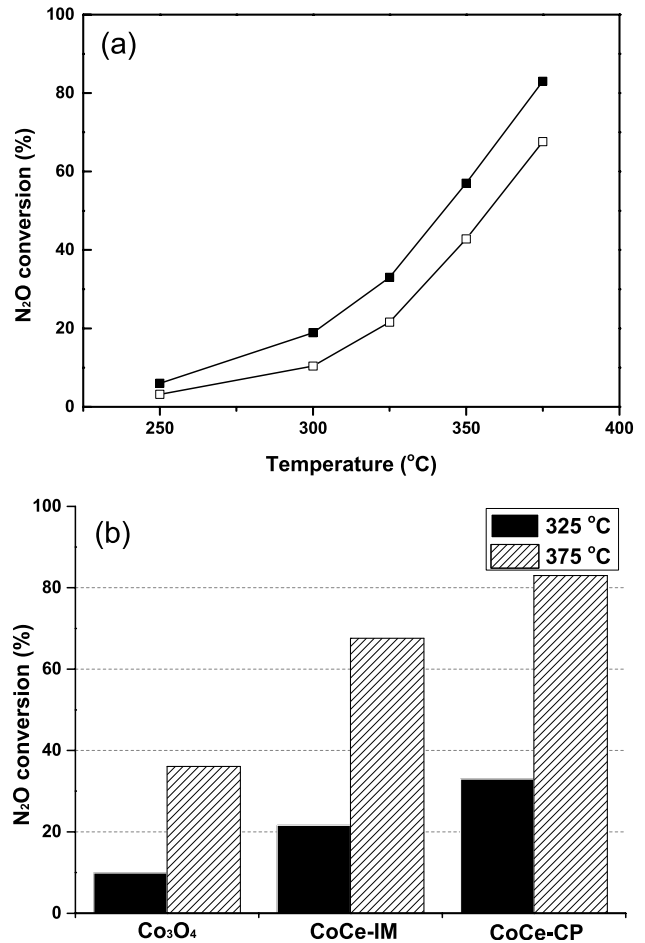 (a)
N₂O conversion (%)
100
80
60
40
20
0
250 300 350 400
Temperature (°C)
(b)
325 °C
375 °C
N₂O conversion (%)
100
80
60
40
20
0
Co₃O₄ CoCe-IM CoCe-CP